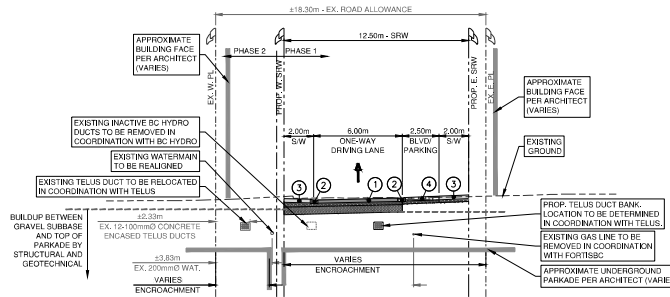 ±18.30m - EX. ROAD ALLOWANCE
12.50m - SRW
APPROXIMATE
BUILDING FACE
PER ARCHITECT
(VARIES)
PHASE 2
PHASE 1
EX. W. PL
PROP. W. SRW
PROP. E. SRW
EX. E. PL
APPROXIMATE
BUILDING FACE
PER ARCHITECT
(VARIES)
EXISTING INACTIVE BC HYDRO
DUCTS TO BE REMOVED IN
COORDINATION WITH BC HYDRO
2.00m
S/W
6.00m
ONE-WAY
DRIVING LANE
2.50m
BLVD/
PARKING
2.00m
S/W
EXISTING
GROUND
EXISTING WATERMAIN
TO BE REALIGNED
EXISTING TELUS DUCT TO BE RELOCATED
IN COORDINATION WITH TELUS
3 2 1 2 4 3
BUILDUP BETWEEN
GRAVEL SUBBASE
AND TOP OF
PARKADE BY
STRUCTURAL AND
GEOTECHNICAL
±2.33m
EX. 12-100mmØ CONCRETE
ENCASED TELUS DUCTS
PROP. TELUS DUCT BANK.
LOCATION TO BE DETERMINED
IN COORDINATION WITH TELUS.
EXISTING GAS LINE TO BE
REMOVED IN COORDINATION
WITH FORTISBC
±3.83m
EX. 200mmØ WAT.
VARIES
ENCROACHMENT
VARIES
ENCROACHMENT
APPROXIMATE UNDERGROUND
PARKADE PER ARCHITECT (VARIE